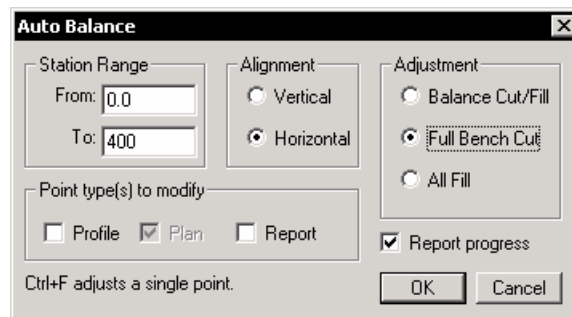 Auto Balance
Station Range
From: 0.0
To: 400
Alignment
Vertical
Horizontal
Adjustment
Balance Cut/Fill
Full Bench Cut
All Fill
Point type(s) to modify
Profile Plan Report
Report progress
Ctrl+F adjusts a single point.
OK Cancel